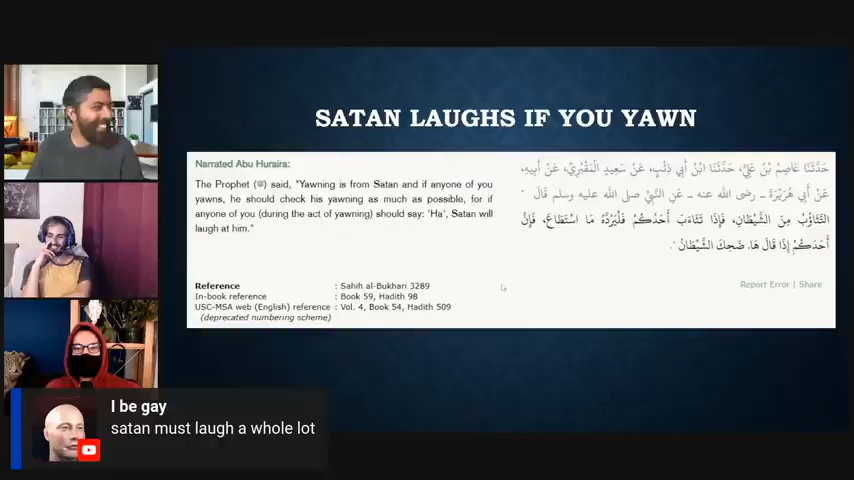 SATAN LAUGHS IF YOU YAWN
Narrated Abu Huraira:
The Prophet (ﷺ) said, "Yawning is from Satan and if anyone of you
yawns, he should check his yawning as much as possible, for if
anyone of you (during the act of yawning) should say: 'Ha', Satan will
laugh at him."
حَدَّثَنَا عَاصِمُ بْنُ عَلِيٍّ، حَدَّثَنَا ابْنُ أَبِي ذِئْبٍ، عَنْ سَعِيدٍ الْمَقْبُرِيِّ، عَنْ أَبِيهِ،
عَنْ أَبِي هُرَيْرَةَ ـ رضى الله عنه ـ عَنِ النَّبِيِّ صلى الله عليه وسلم قَالَ ‏"‏
التَّثَاؤُبُ مِنَ الشَّيْطَانِ، فَإِذَا تَثَاءَبَ أَحَدُكُمْ فَلْيَرُدَّهُ مَا اسْتَطَاعَ، فَإِنَّ
أَحَدَكُمْ إِذَا قَالَ هَا‏.‏ ضَحِكَ الشَّيْطَانُ ‏"‏‏.‏
Reference : Sahih al-Bukhari 3289
In-book reference : Book 59, Hadith 98
USC-MSA web (English) reference : Vol. 4, Book 54, Hadith 509
(deprecated numbering scheme)
Report Error | Share
I be gay
satan must laugh a whole lot